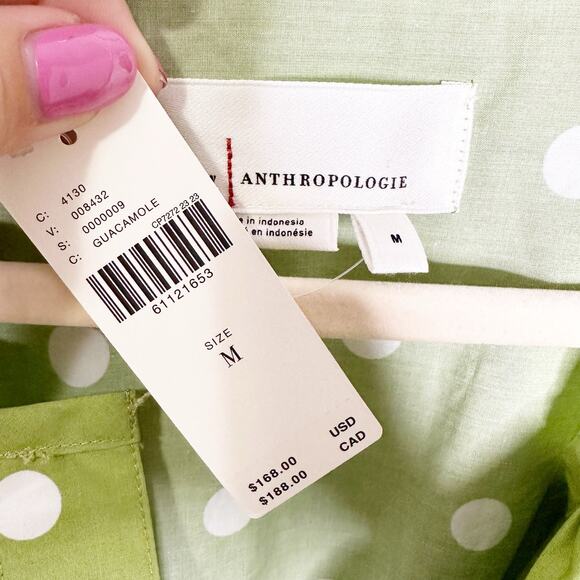 C: 4130
V: 008432
S: 0000009
C: GUACAMOLE
CP7272 23 23
61121653
SIZE
M
$168.00 USD
$188.00 CAD
ANTHROPOLOGIE
in indonesia
en indonésie
M